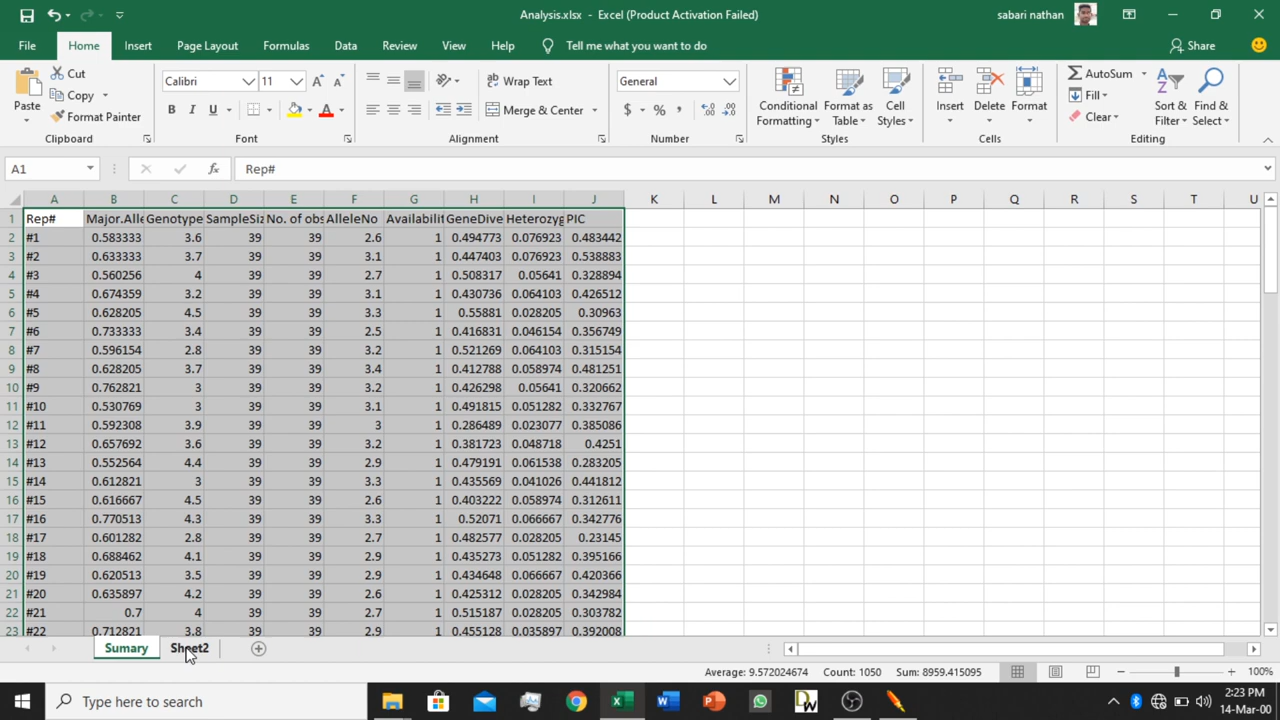 Analysis.xlsx - Excel (Product Activation Failed)
sabari nathan
File Home Insert Page Layout Formulas Data Review View Help Tell me what you want to do Share
Paste Cut Copy Format Painter
Calibri 11
B I U A
Wrap Text
Merge & Center
General
$ % ,
Conditional Formatting
Format as Table
Cell Styles
Insert Delete Format
AutoSum
Fill
Clear
Sort & Filter
Find & Select
Clipboard Font Alignment Number Styles Cells Editing
A1 fx Rep#
A B C D E F G H I J K L M N O P Q R S T U
1 Rep# Major.Alle Genotype SampleSiz No. of obs AlleleNo Availabilit GeneDive Heterozyg PIC
2 #1 0.583333 3.6 39 39 2.6 1 0.494773 0.076923 0.483442
3 #2 0.633333 3.7 39 39 3.1 1 0.447403 0.076923 0.538883
4 #3 0.560256 4 39 39 2.7 1 0.508317 0.05641 0.328894
5 #4 0.674359 3.2 39 39 3.1 1 0.430736 0.064103 0.426512
6 #5 0.628205 4.5 39 39 3.3 1 0.55881 0.028205 0.30963
7 #6 0.733333 3.4 39 39 2.5 1 0.416831 0.046154 0.356749
8 #7 0.596154 2.8 39 39 3.2 1 0.521269 0.064103 0.315154
9 #8 0.628205 3.7 39 39 3.4 1 0.412788 0.058974 0.481251
10 #9 0.762821 3 39 39 3.2 1 0.426298 0.05641 0.320662
11 #10 0.530769 3 39 39 3.1 1 0.491815 0.051282 0.332767
12 #11 0.592308 3.9 39 39 3 1 0.286489 0.023077 0.385086
13 #12 0.657692 3.6 39 39 3.2 1 0.381723 0.048718 0.4251
14 #13 0.552564 4.4 39 39 2.9 1 0.479191 0.061538 0.283205
15 #14 0.612821 3 39 39 3.3 1 0.435569 0.041026 0.441812
16 #15 0.616667 4.5 39 39 2.6 1 0.403222 0.058974 0.312611
17 #16 0.770513 4.3 39 39 3.3 1 0.52071 0.066667 0.342776
18 #17 0.601282 2.8 39 39 2.7 1 0.482577 0.028205 0.23145
19 #18 0.688462 4.1 39 39 2.9 1 0.435273 0.051282 0.395166
20 #19 0.620513 3.5 39 39 2.9 1 0.434648 0.066667 0.420366
21 #20 0.635897 4.2 39 39 2.6 1 0.425312 0.028205 0.342984
22 #21 0.7 4 39 39 2.7 1 0.515187 0.028205 0.303782
23 #22 0.712821 3.8 39 39 2.9 1 0.455128 0.035897 0.392008
Sumary Sheet2
Average: 9.572024674 Count: 1050 Sum: 8959.415095 100%
Type here to search
2:23 PM
14-Mar-00